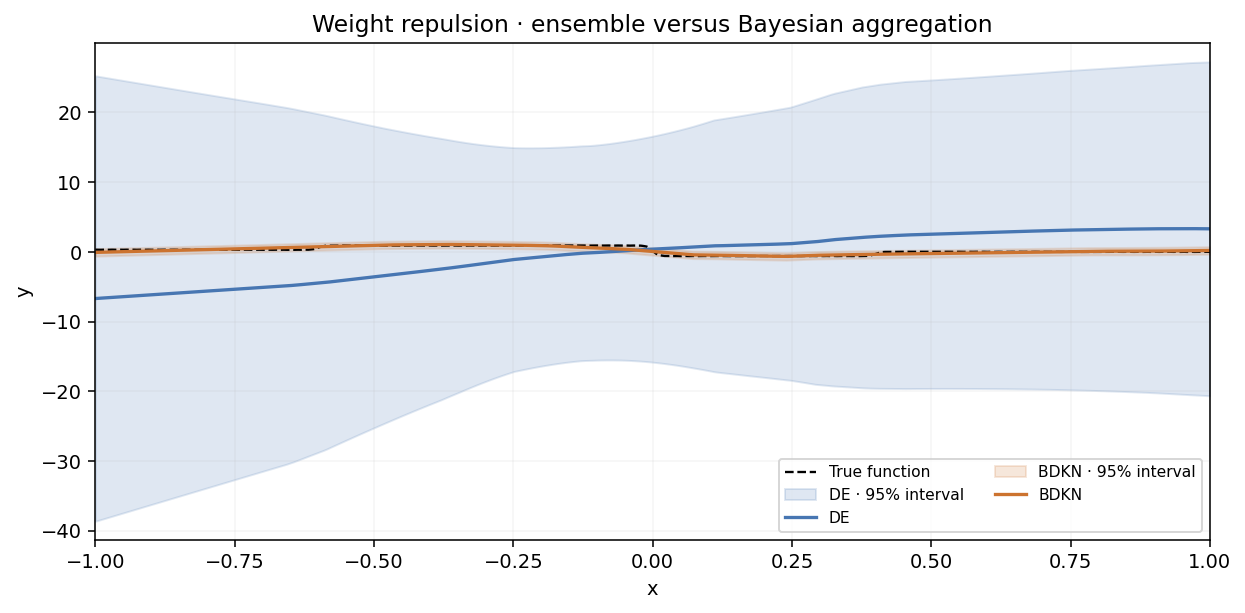 Weight repulsion · ensemble versus Bayesian aggregation
y
20
10
0
−10
−20
−30
−40
True function
DE · 95% interval
DE
BDKN · 95% interval
BDKN
−1.00 −0.75 −0.50 −0.25 0.00 0.25 0.50 0.75 1.00
x